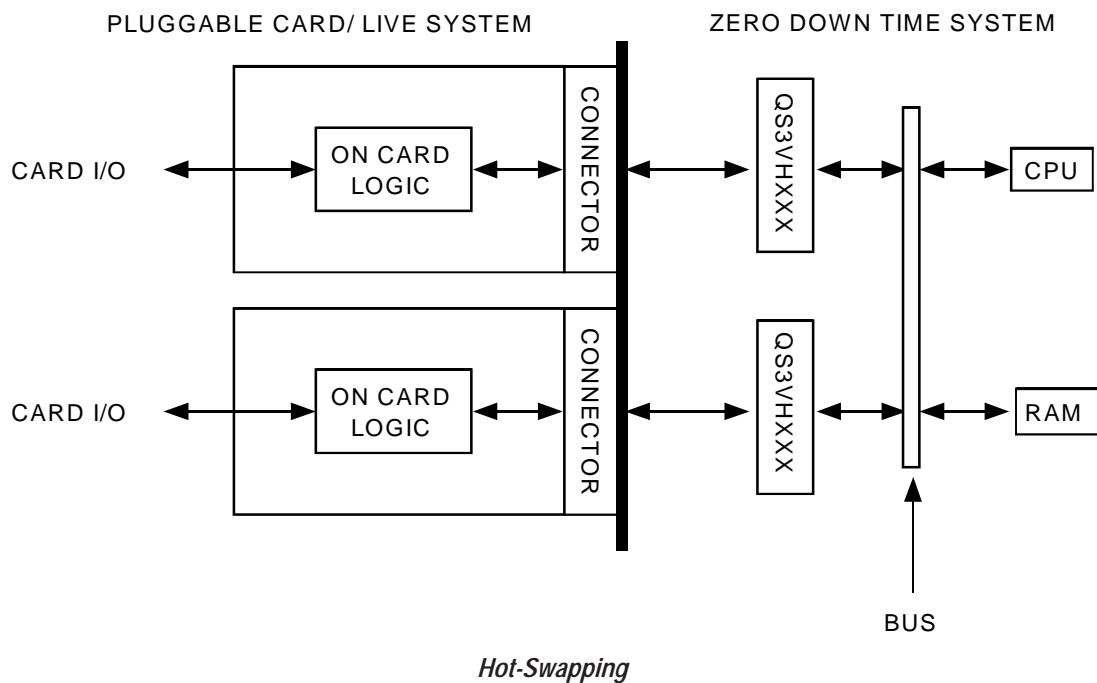 PLUGGABLE CARD/ LIVE SYSTEM
ZERO DOWN TIME SYSTEM
CARD I/O
ON CARD
LOGIC
CONNECTOR
QS3VHXXX
CPU
CARD I/O
ON CARD
LOGIC
CONNECTOR
QS3VHXXX
RAM
BUS
Hot-Swapping